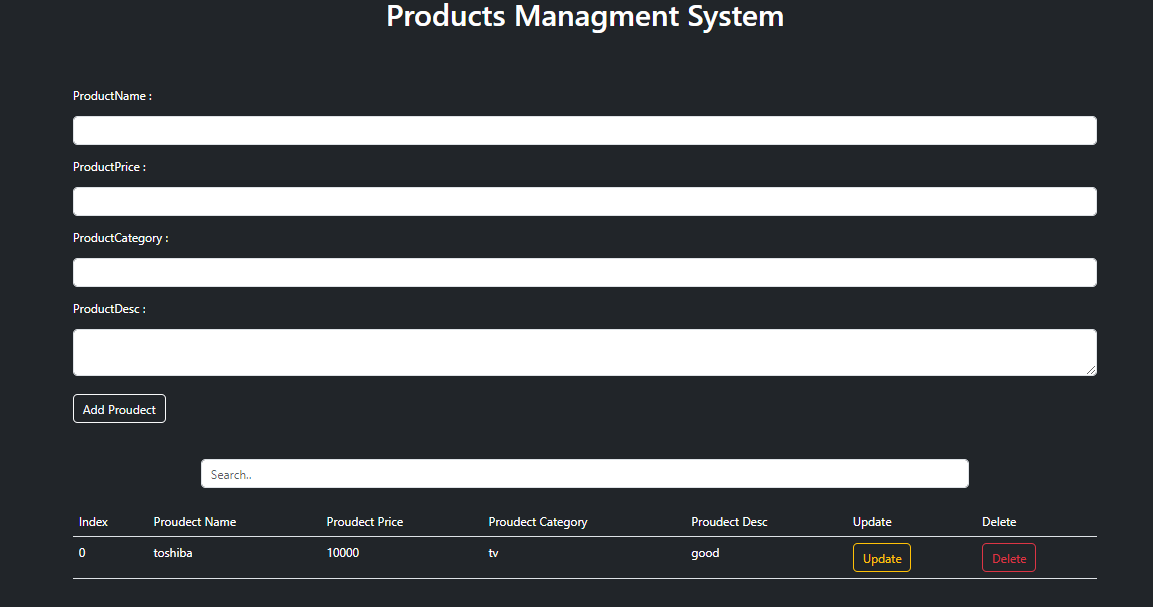 Products Managment System
ProductName :
ProductPrice :
ProductCategory :
ProductDesc :
Add Proudect
Search..
Index Proudect Name Proudect Price Proudect Category Proudect Desc Update Delete
0 toshiba 10000 tv good Update Delete